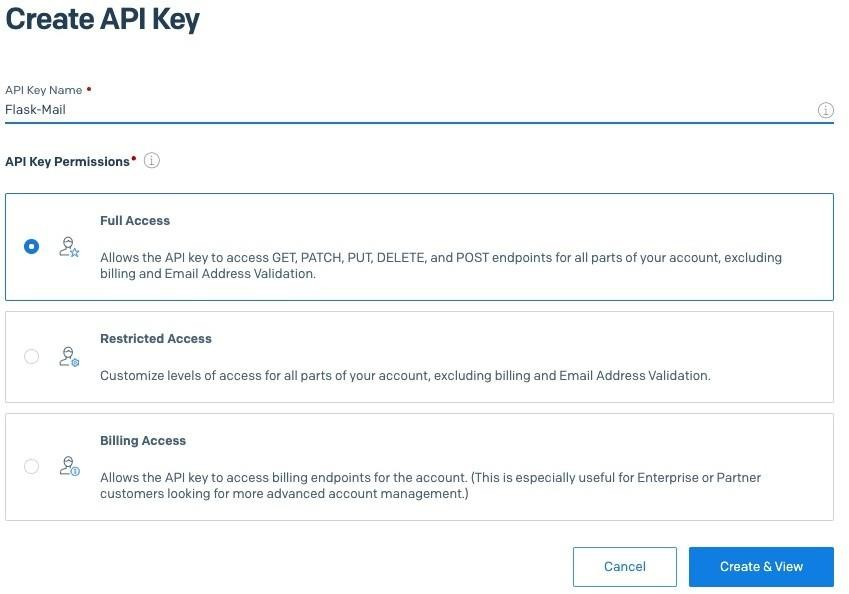 Create API Key
API Key Name •
Flask-Mail
API Key Permissions•
Full Access
Allows the API key to access GET, PATCH, PUT, DELETE, and POST endpoints for all parts of your account, excluding
billing and Email Address Validation.
Restricted Access
Customize levels of access for all parts of your account, excluding billing and Email Address Validation.
Billing Access
Allows the API key to access billing endpoints for the account. (This is especially useful for Enterprise or Partner
customers looking for more advanced account management.)
Cancel
Create & View